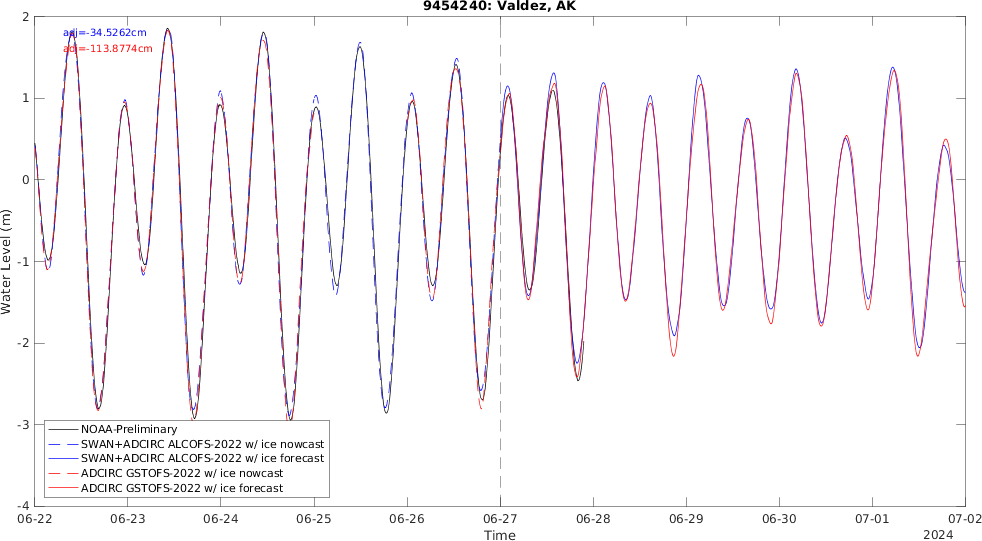 9454240: Valdez, AK
adj=-34.5262cm
adj=-113.8774cm
Water Level (m)
2
1
0
-1
-2
-3
-4
NOAA-Preliminary
SWAN+ADCIRC ALCOFS-2022 w/ ice nowcast
SWAN+ADCIRC ALCOFS-2022 w/ ice forecast
ADCIRC GSTOFS-2022 w/ ice nowcast
ADCIRC GSTOFS-2022 w/ ice forecast
06-22 06-23 06-24 06-25 06-26 06-27 06-28 06-29 06-30 07-01 07-02
Time
2024